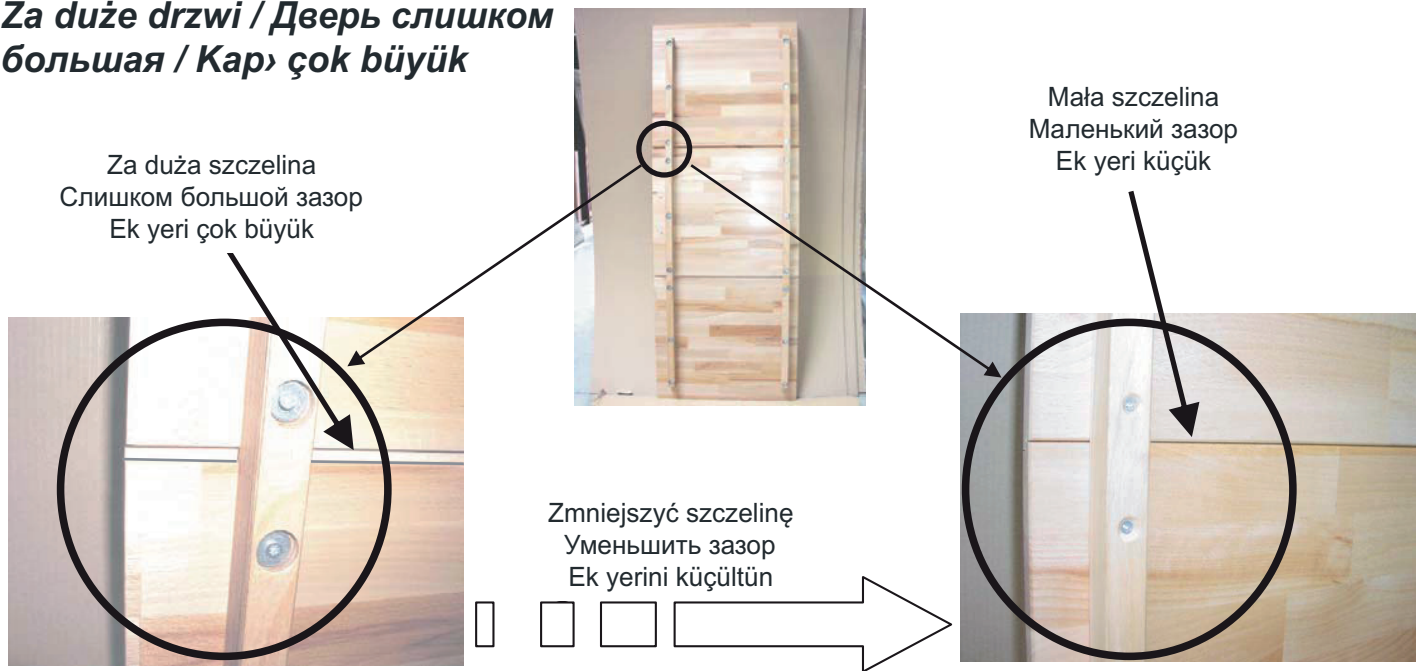 Za duże drzwi / Дверь слишком
большая / Kap› çok büyük
Za duża szczelina
Слишком большой зазор
Ek yeri çok büyük
Mała szczelina
Маленький зазор
Ek yeri küçük
Zmniejszyć szczelinę
Уменьшить зазор
Ek yerini küçültün